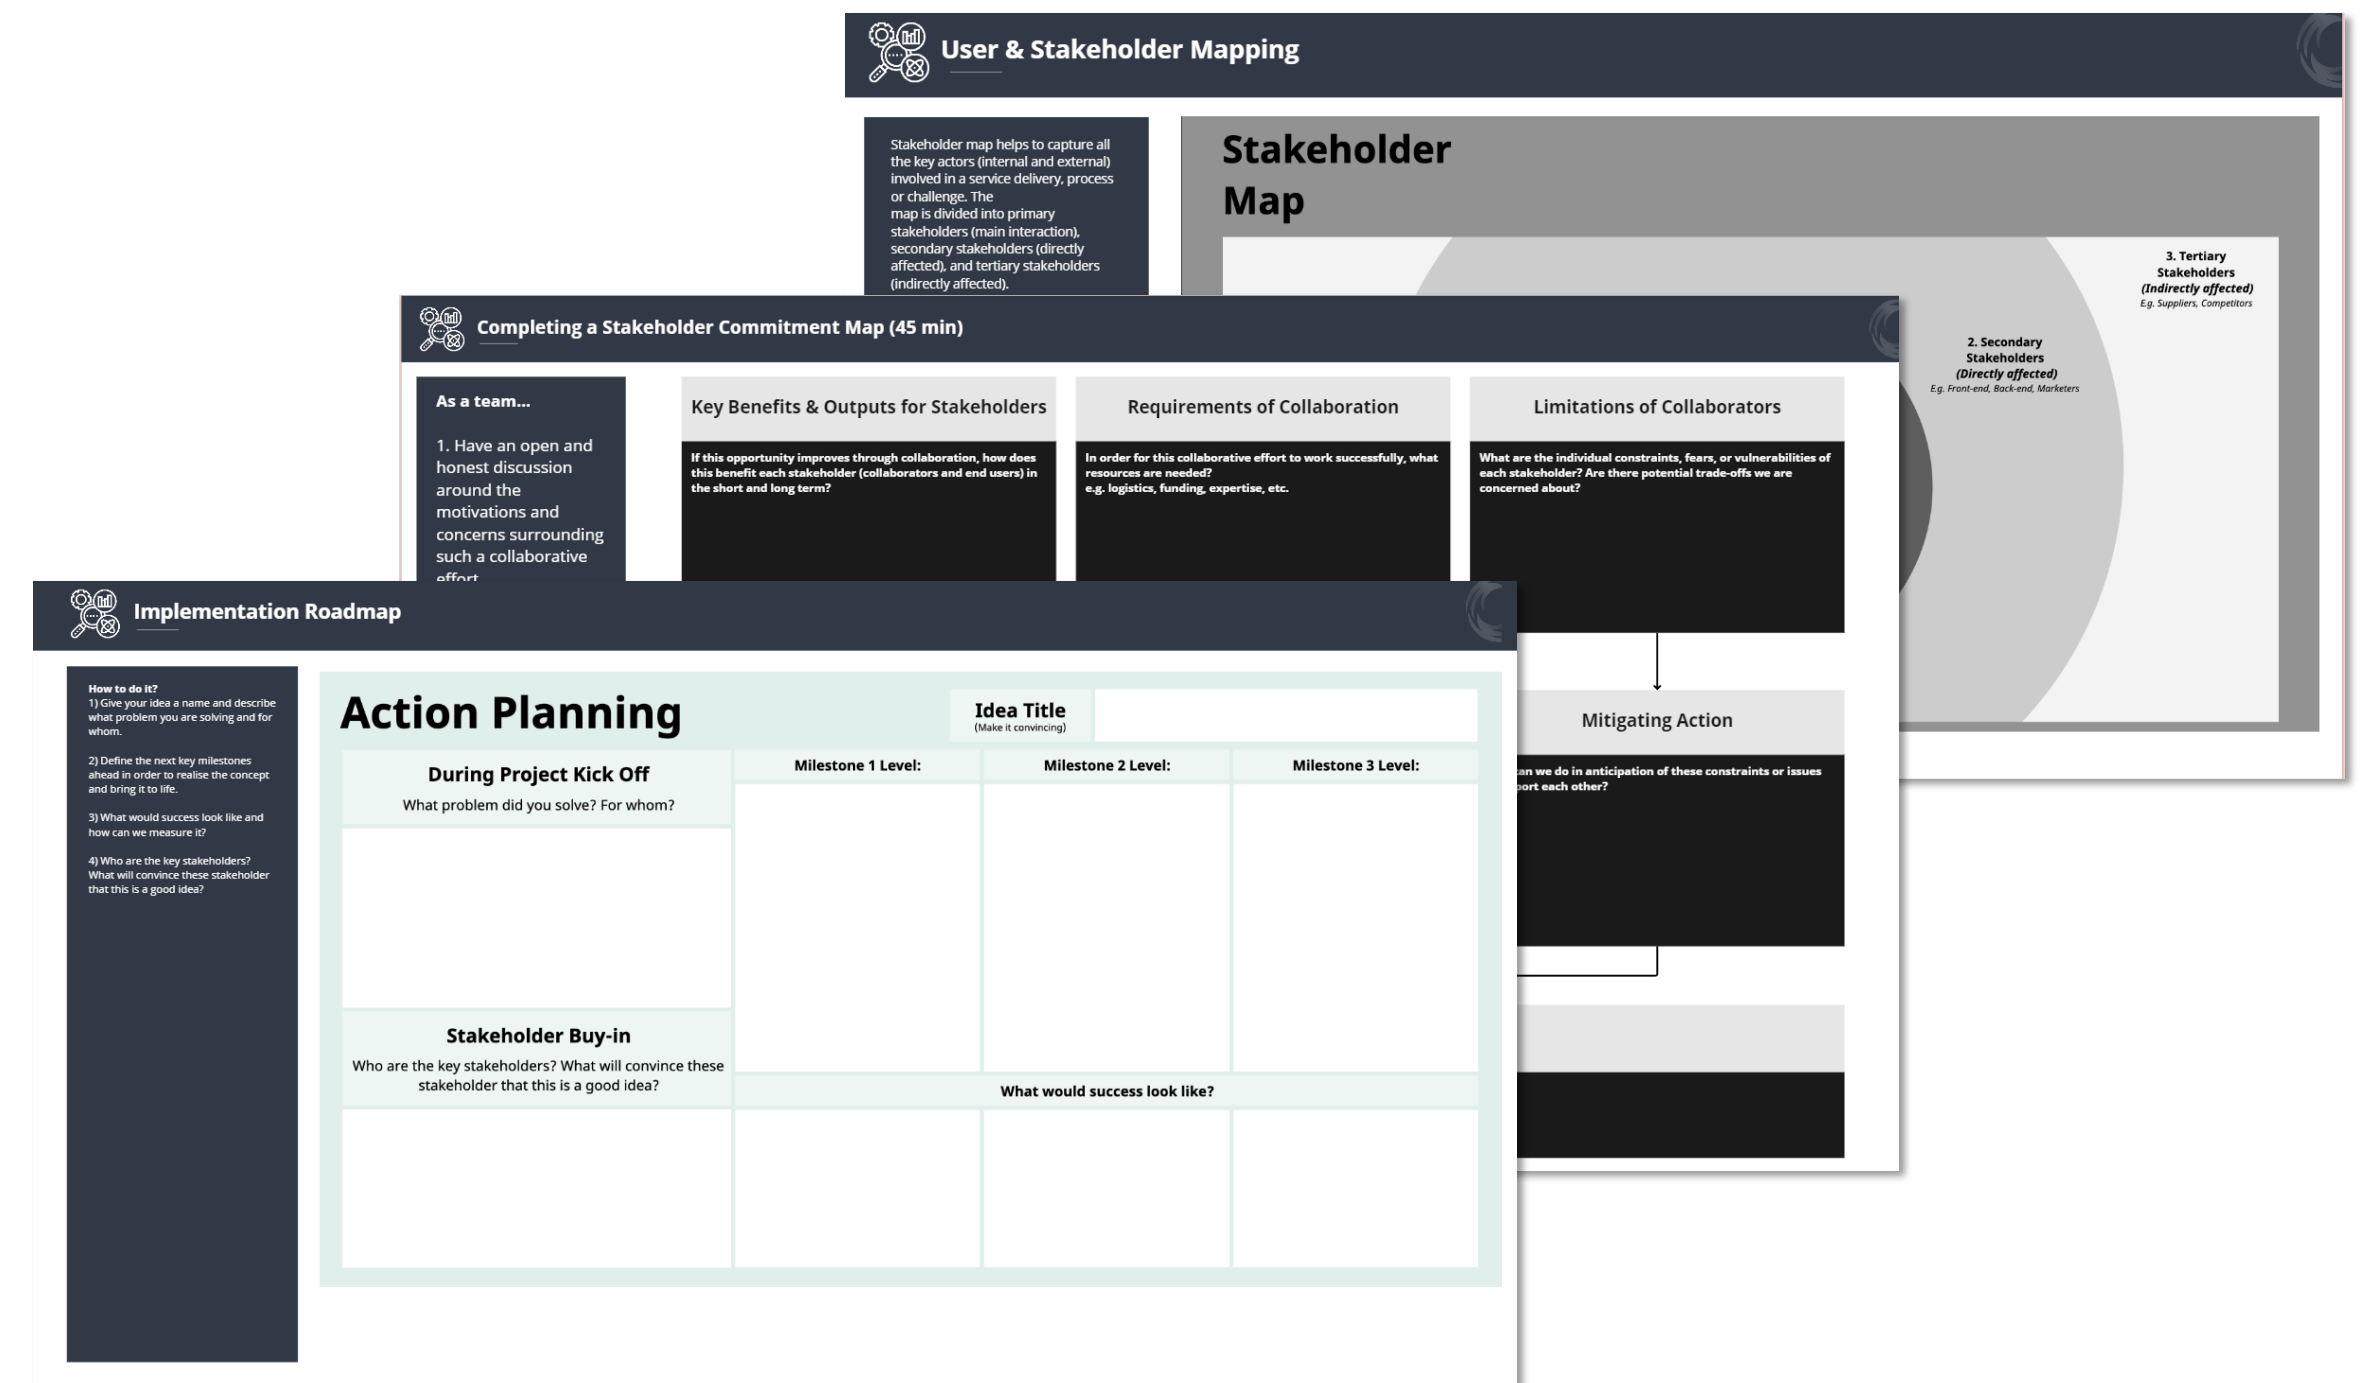 User & Stakeholder Mapping
Stakeholder map helps to capture all
the key actors (internal and external)
involved in a service delivery, process
or challenge. The
map is divided into primary
stakeholders (main interaction),
secondary stakeholders (directly
affected), and tertiary stakeholders
(indirectly affected).
Stakeholder
Map
3. Tertiary
Stakeholders
(Indirectly affected)
E.g. Suppliers, Competitors
2. Secondary
Stakeholders
(Directly affected)
E.g. Front-end, Back-end, Marketers
Completing a Stakeholder Commitment Map (45 min)
As a team...
1. Have an open and
honest discussion
around the
motivations and
concerns surrounding
such a collaborative
effort
Key Benefits & Outputs for Stakeholders
If this opportunity improves through collaboration, how does
this benefit each stakeholder (collaborators and end users) in
the short and long term?
Requirements of Collaboration
In order for this collaborative effort to work successfully, what
resources are needed?
e.g. logistics, funding, expertise, etc.
Limitations of Collaborators
What are the individual constraints, fears, or vulnerabilities of
each stakeholder? Are there potential trade-offs we are
concerned about?
Mitigating Action
can we do in anticipation of these constraints or issues
each other?
Implementation Roadmap
How to do it?
1) Give your idea a name and describe
what problem you are solving and for
whom.
2) Define the next key milestones
ahead in order to realise the concept
and bring it to life.
3) What would success look like and
how can we measure it?
4) Who are the key stakeholders?
What will convince these stakeholder
that this is a good idea?
Action Planning
Idea Title
(Make it convincing)
During Project Kick Off
What problem did you solve? For whom?
Milestone 1 Level:
Milestone 2 Level:
Milestone 3 Level:
Stakeholder Buy-in
Who are the key stakeholders? What will convince these
stakeholder that this is a good idea?
What would success look like?